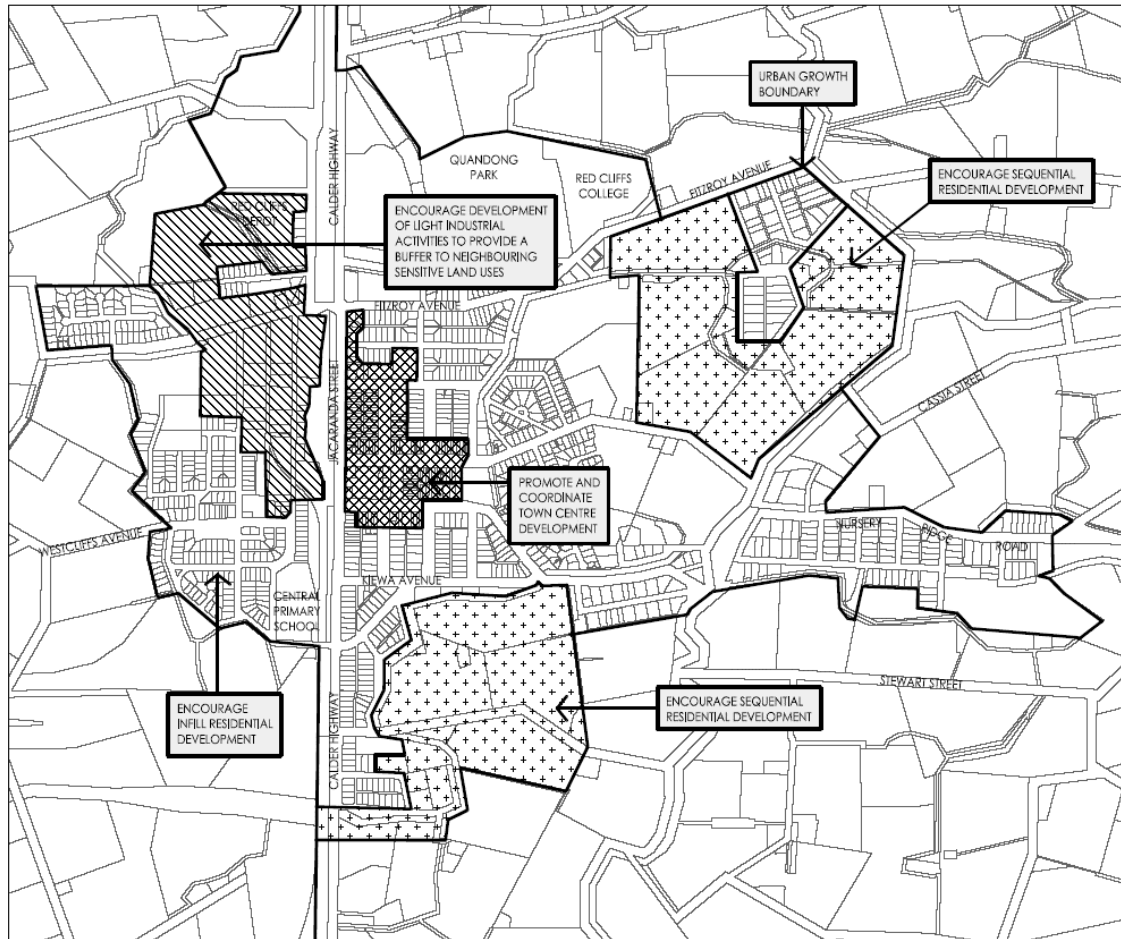 URBAN GROWTH
BOUNDARY
CALDER HIGHWAY
QUANDONG
PARK
RED CLIFFS
COLLEGE
FITZROY AVENUE
ENCOURAGE SEQUENTIAL
RESIDENTIAL DEVELOPMENT
RED CLIFFS
DEPOT
ENCOURAGE DEVELOPMENT
OF LIGHT INDUSTRIAL
ACTIVITIES TO PROVIDE A
BUFFER TO NEIGHBOURING
SENSITIVE LAND USES
FITZROY AVENUE
JACARANDA STREET
CASSIA STREET
PROMOTE AND
COORDINATE
TOWN CENTRE
DEVELOPMENT
NURSERY RIDGE ROAD
WESTCLIFFS AVENUE
KIEWA AVENUE
CENTRAL
PRIMARY
SCHOOL
STEWART STREET
ENCOURAGE
INFILL RESIDENTIAL
DEVELOPMENT
CALDER HIGHWAY
ENCOURAGE SEQUENTIAL
RESIDENTIAL DEVELOPMENT